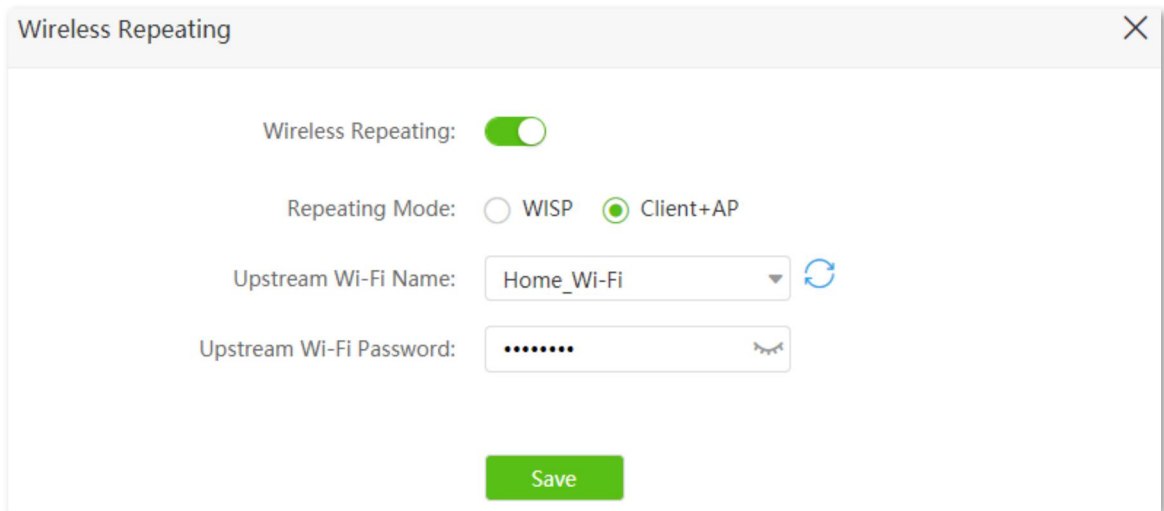 Wireless Repeating
Wireless Repeating:
Repeating Mode: WISP Client+AP
Upstream Wi-Fi Name: Home_Wi-Fi
Upstream Wi-Fi Password: ••••••••
Save